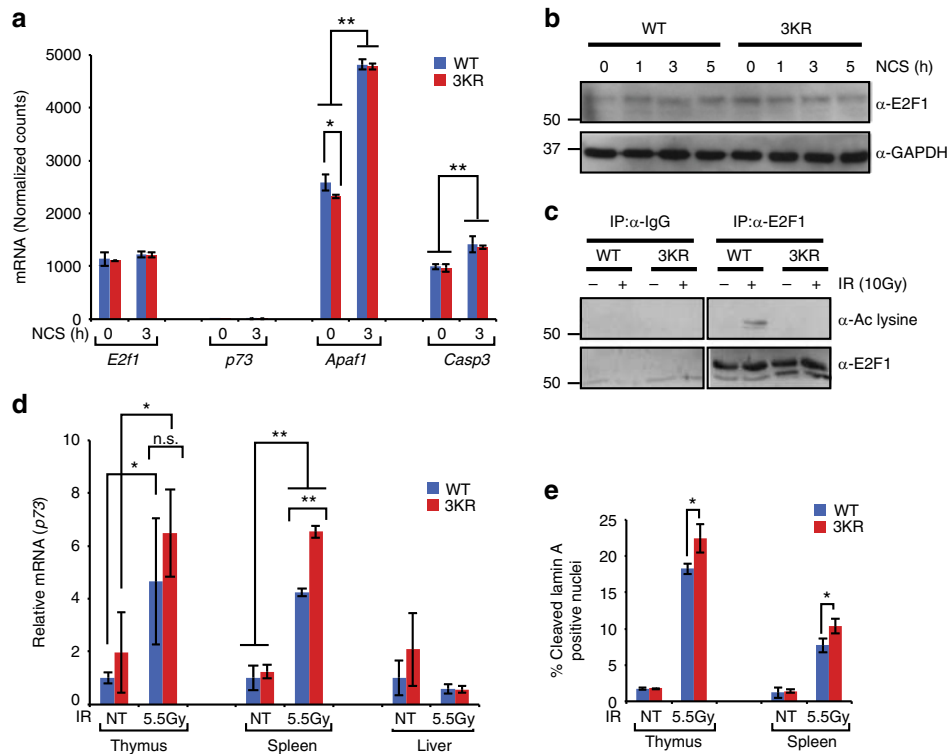 a
mRNA (Normalized counts)
5000
4000
3000
2000
1000
0
**
*
**
WT
3KR
NCS (h)
0 3 0 3 0 3 0 3
E2f1 p73 Apaf1 Casp3
b
WT 3KR
0 1 3 5 0 1 3 5 NCS (h)
50
α-E2F1
37
α-GAPDH
c
IP:α-IgG IP:α-E2F1
WT 3KR WT 3KR
– + – + – + – + IR (10Gy)
50
α-Ac lysine
50
α-E2F1
d
Relative mRNA (p73)
10
8
6
4
2
0
*
n.s.
*
**
**
WT
3KR
IR NT 5.5Gy NT 5.5Gy NT 5.5Gy
Thymus Spleen Liver
e
% Cleaved lamin A
positive nuclei
25
20
15
10
5
0
*
*
WT
3KR
IR NT 5.5Gy NT 5.5Gy
Thymus Spleen